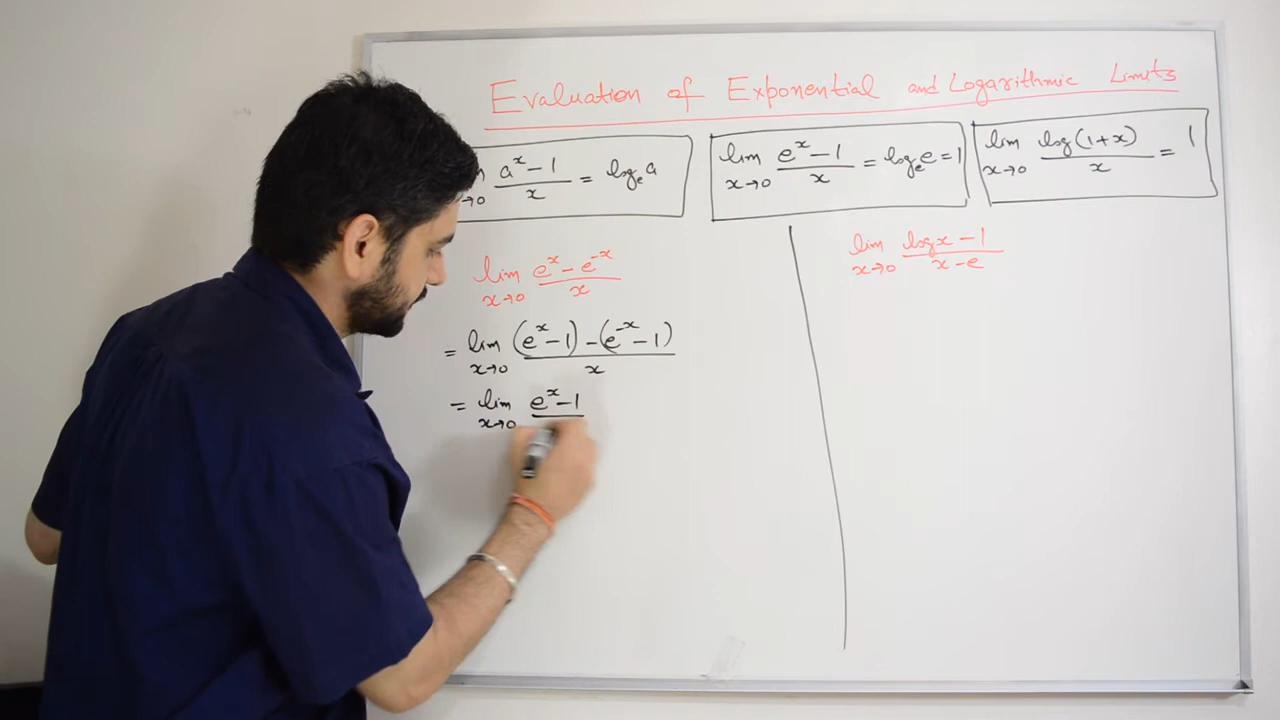 Evaluation of Exponential and Logarithmic Limits
a^x − 1 / x = log_e a
x→0
lim x→0 e^x − 1 / x = log_e e = 1
lim x→0 log(1+x) / x = 1
lim x→0 e^x − e^−x / x
= lim x→0 (e^x − 1) − (e^−x − 1) / x
= lim x→0 e^x − 1
lim x→0 log x − 1 / x − e